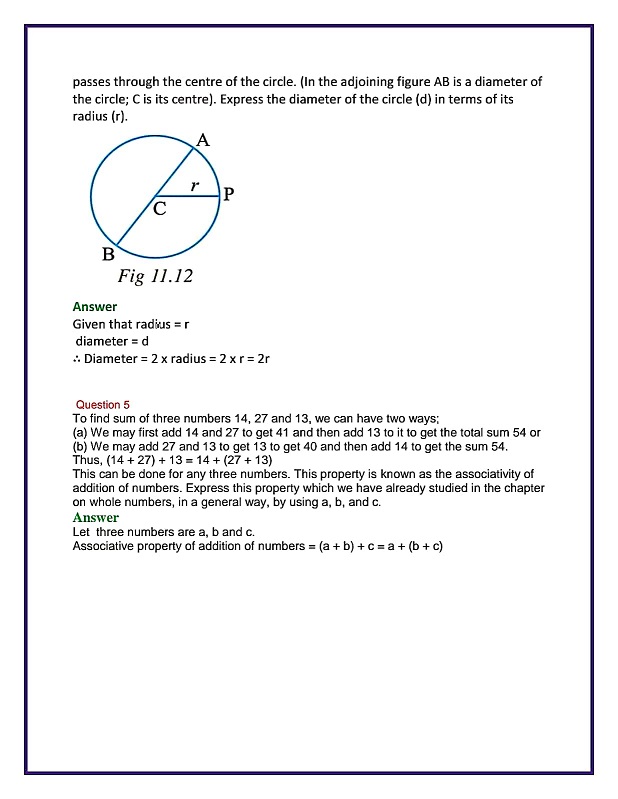 passes through the centre of the circle. (In the adjoining figure AB is a diameter of
the circle; C is its centre). Express the diameter of the circle (d) in terms of its
radius (r).
A
r
P
C
B
Fig 11.12
Answer
Given that radius = r
diameter = d
∴ Diameter = 2 x radius = 2 x r = 2r
Question 5
To find sum of three numbers 14, 27 and 13, we can have two ways;
(a) We may first add 14 and 27 to get 41 and then add 13 to it to get the total sum 54 or
(b) We may add 27 and 13 to get 13 to get 40 and then add 14 to get the sum 54.
Thus, (14 + 27) + 13 = 14 + (27 + 13)
This can be done for any three numbers. This property is known as the associativity of
addition of numbers. Express this property which we have already studied in the chapter
on whole numbers, in a general way, by using a, b, and c.
Answer
Let three numbers are a, b and c.
Associative property of addition of numbers = (a + b) + c = a + (b + c)